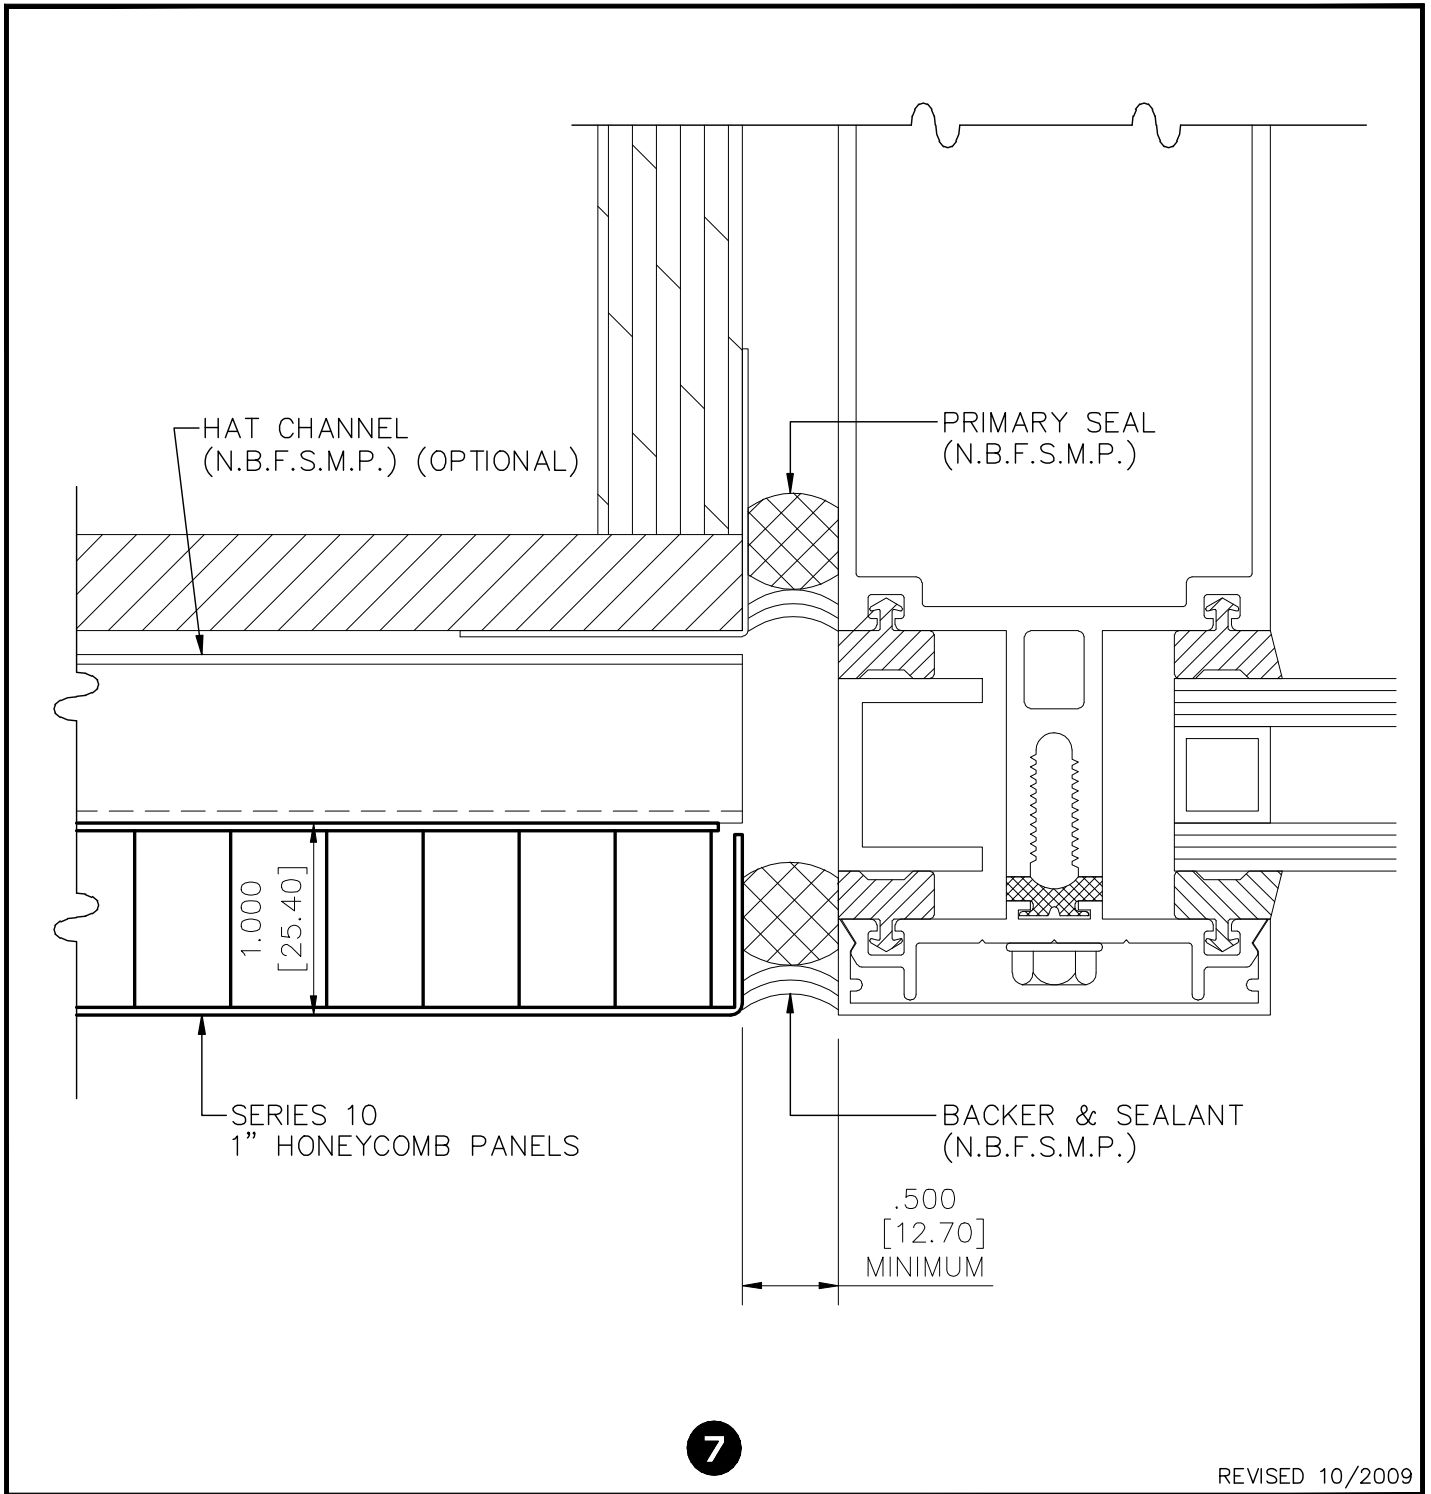 HAT CHANNEL
(N.B.F.S.M.P.) (OPTIONAL)
PRIMARY SEAL
(N.B.F.S.M.P.)
1.000
[25.40]
SERIES 10
1” HONEYCOMB PANELS
BACKER & SEALANT
(N.B.F.S.M.P.)
.500
[12.70]
MINIMUM
7
REVISED 10/2009